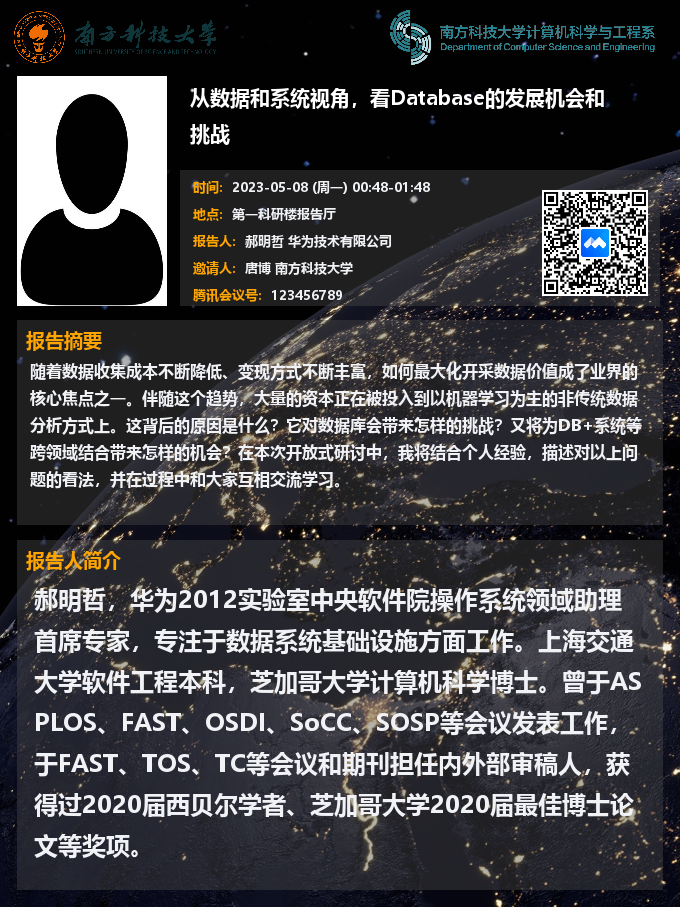 南方科技大学
SOUTHERN UNIVERSITY OF SCIENCE AND TECHNOLOGY
南方科技大学计算机科学与工程系
Department of Computer Science and Engineering
从数据和系统视角，看Database的发展机会和
挑战
时间：2023-05-08 (周一) 00:48-01:48
地点：第一科研楼报告厅
报告人：郝明哲 华为技术有限公司
邀请人：唐博 南方科技大学
腾讯会议号：123456789
报告摘要
随着数据收集成本不断降低、变现方式不断丰富，如何最大化开采数据价值成了业界的
核心焦点之一。伴随这个趋势，大量的资本正在被投入到以机器学习为主的非传统数据
分析方式上。这背后的原因是什么？它对数据库会带来怎样的挑战？又将为DB+系统等
跨领域结合带来怎样的机会？在本次开放式研讨中，我将结合个人经验，描述对以上问
题的看法，并在过程中和大家互相交流学习。
报告人简介
郝明哲，华为2012实验室中央软件院操作系统领域助理
首席专家，专注于数据系统基础设施方面工作。上海交通
大学软件工程本科，芝加哥大学计算机科学博士。曾于AS
PLOS、FAST、OSDI、SoCC、SOSP等会议发表工作，
于FAST、TOS、TC等会议和期刊担任内外部审稿人，获
得过2020届西贝尔学者、芝加哥大学2020届最佳博士论
文等奖项。